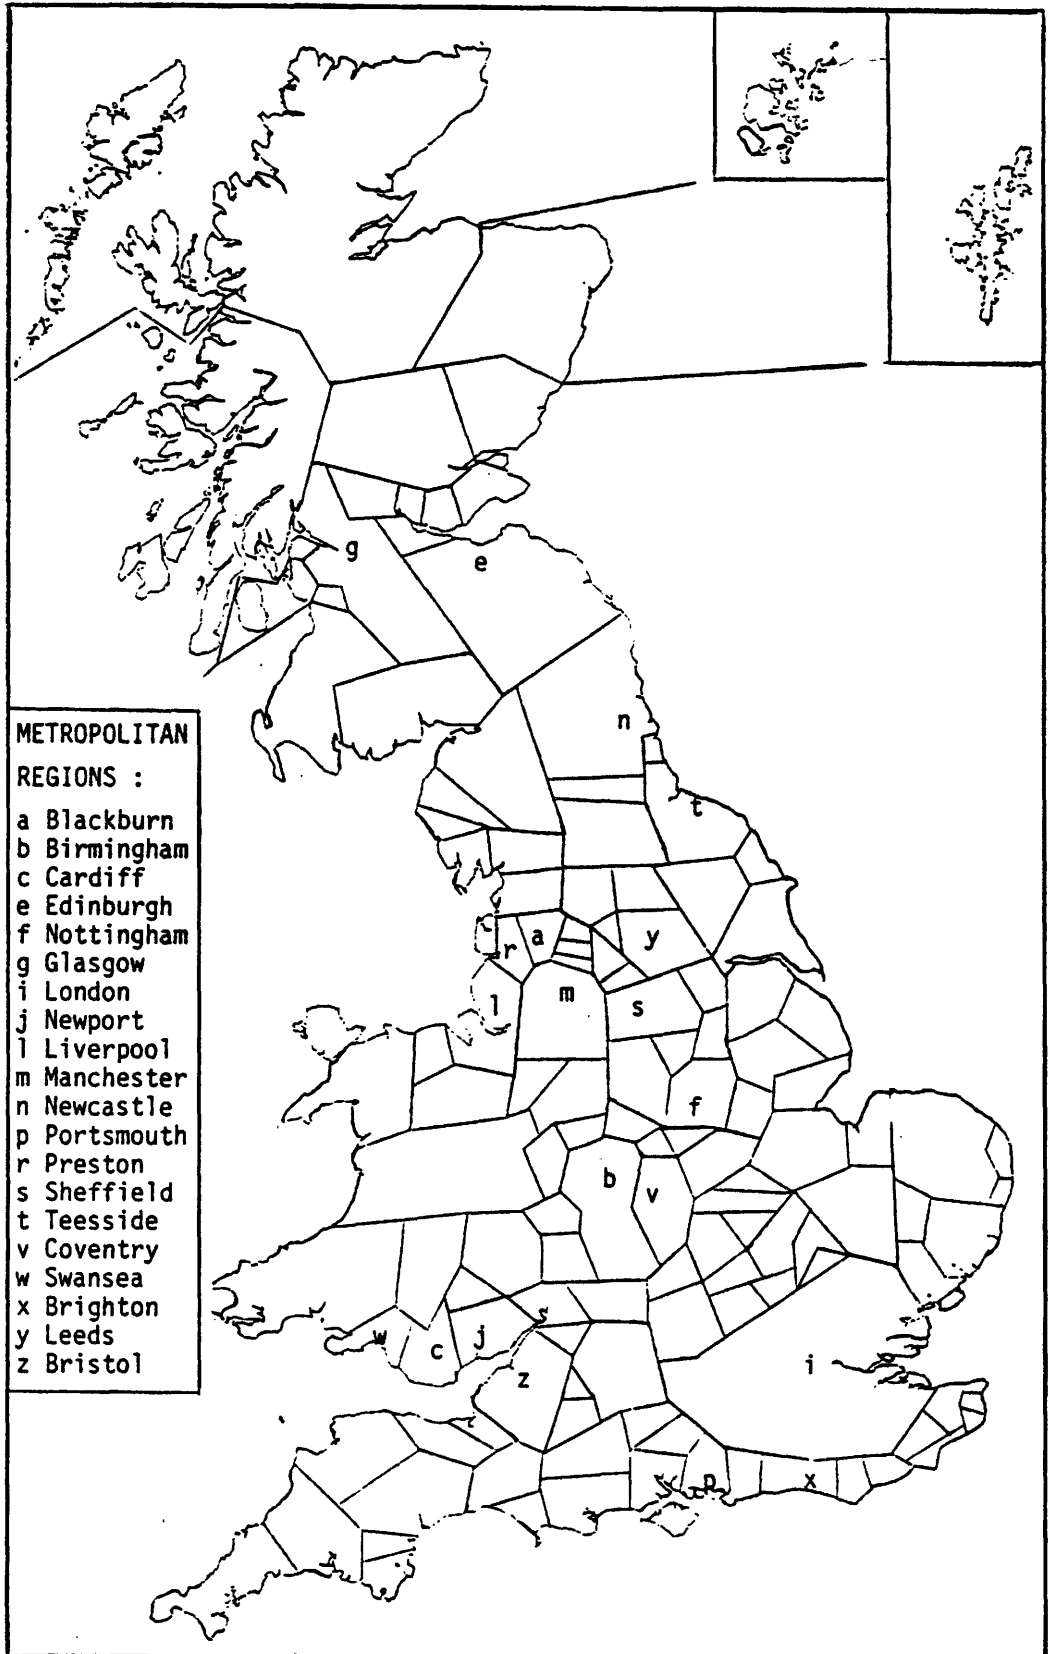 g
e
METROPOLITAN
n
REGIONS :
t
a Blackburn
b Birmingham
c Cardiff
e Edinburgh
f Nottingham
r a y
g Glasgow
i London
l m s
j Newport
l Liverpool
m Manchester
n Newcastle
f
p Portsmouth
r Preston
s Sheffield
b v
t Teesside
v Coventry
w Swansea
x Brighton
y Leeds
z Bristol
w c j
z i
p x